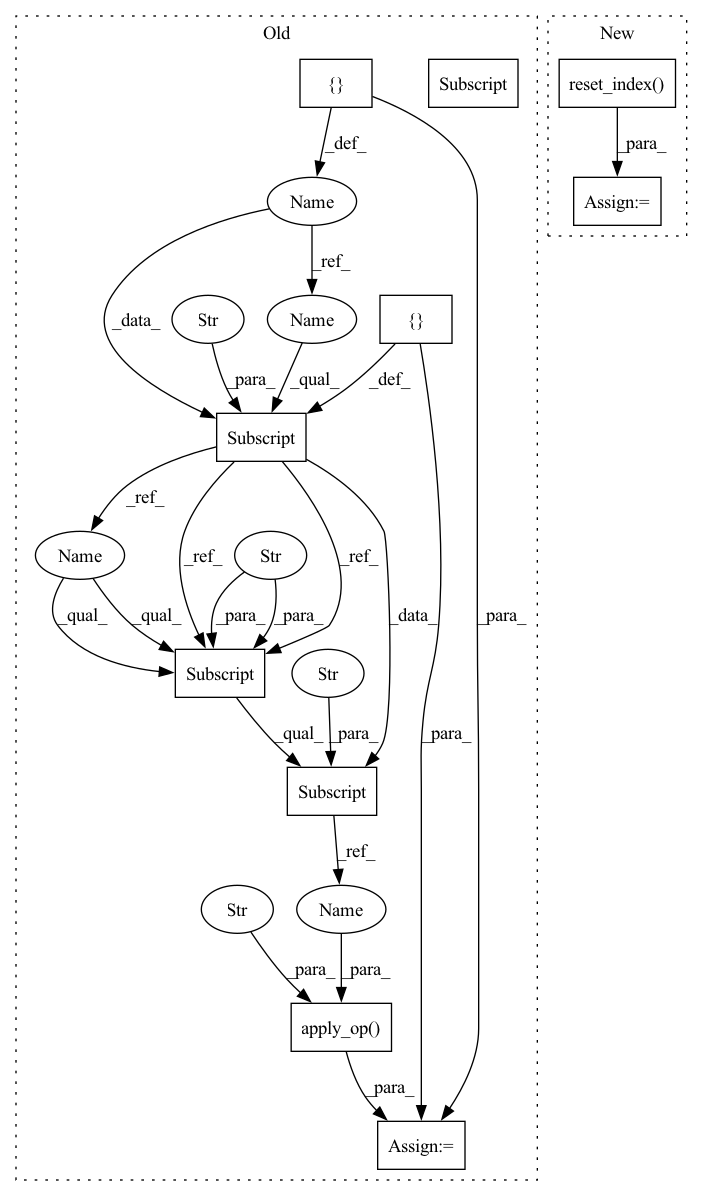 Old
New
{}
Subscript
reset_index()
_def_
_para_
Name
Assign:=
_ref_
_data_
Str
Name
{}
_para_
_qual_
_def_
Subscript
_ref_
Name
_ref_
Str
_ref_
_qual_
_qual_
_para_
_para_
_data_
_para_
Subscript
Str
_qual_
_para_
_para_
Subscript
_ref_
Str
Name
_para_
_para_
apply_op()
_para_
Assign:=